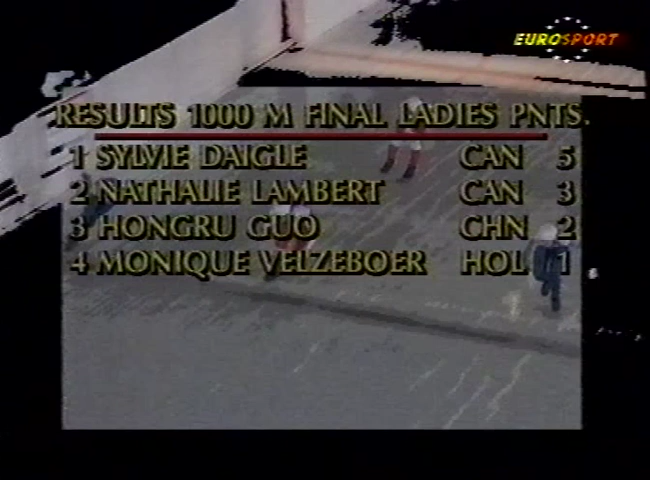 EUROSPORT
RESULTS 1000 M FINAL LADIES PNTS.
1 SYLVIE DAIGLE CAN 5
2 NATHALIE LAMBERT CAN 3
3 HONGRU GUO CHN 2
4 MONIQUE VELZEBOER HOL 1